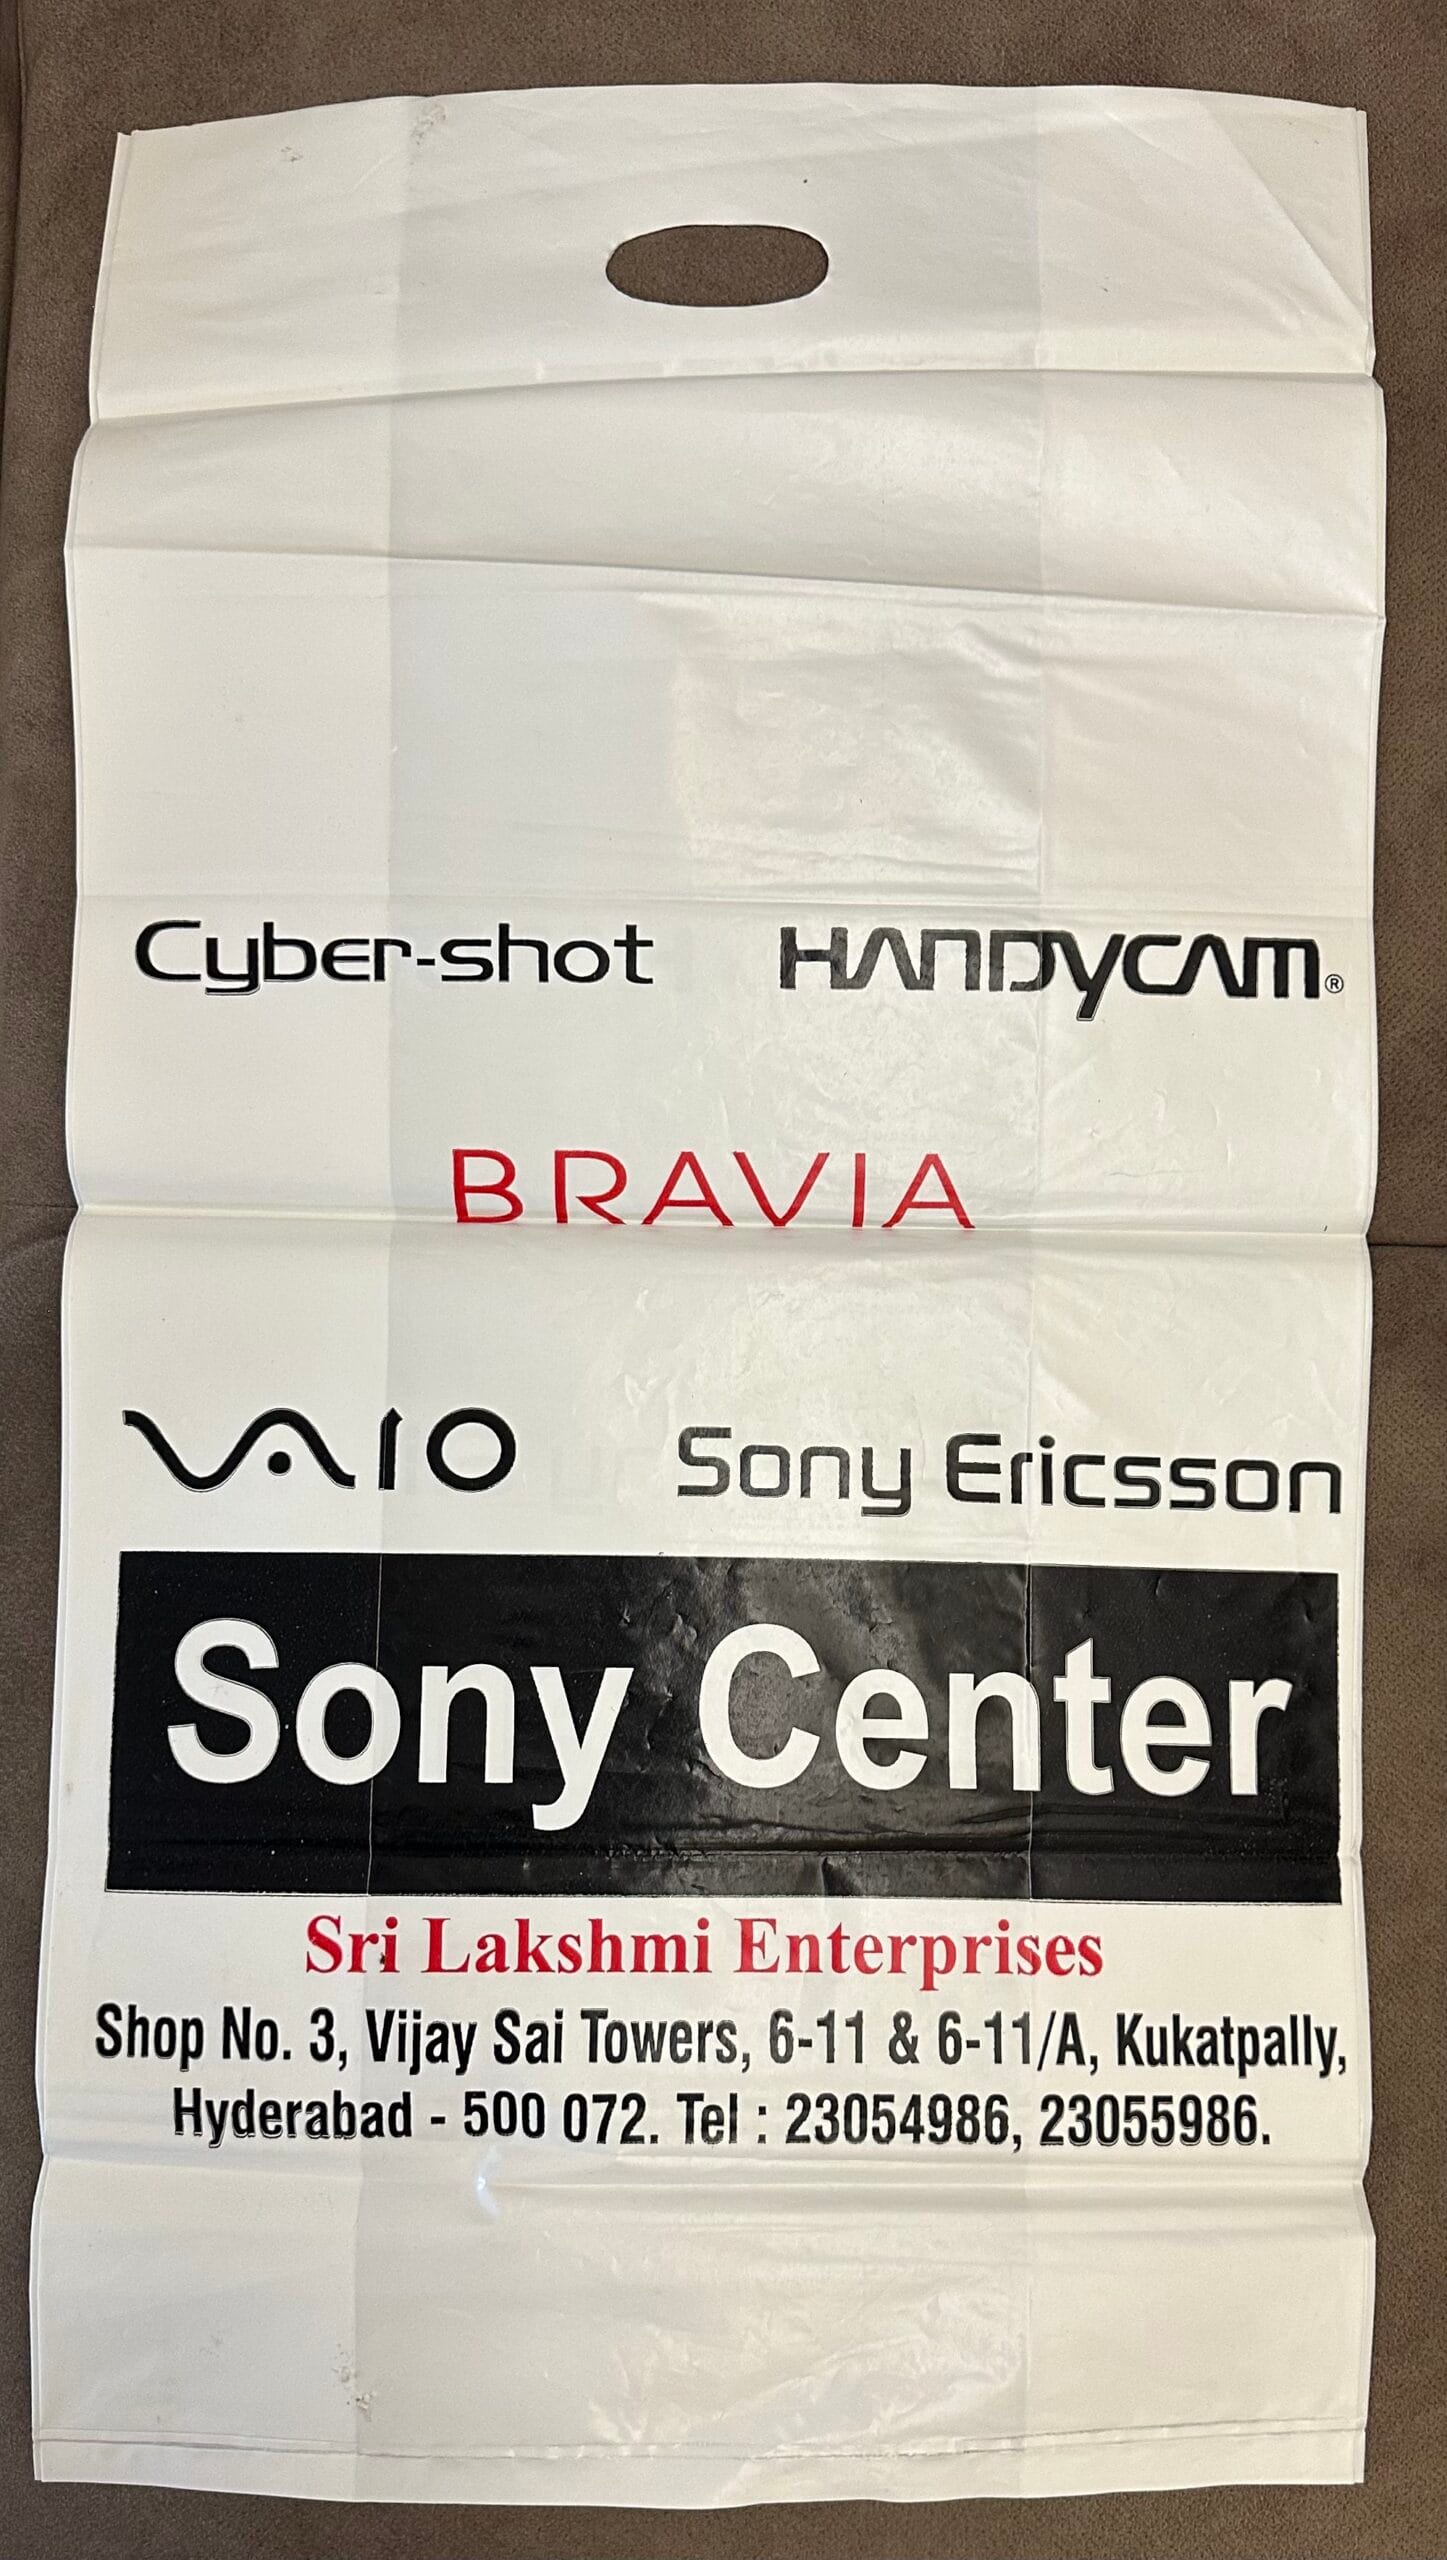 Cyber-shot HANDYCAM®
BRAVIA
VAIO Sony Ericsson
Sony Center
Sri Lakshmi Enterprises
Shop No. 3, Vijay Sai Towers, 6-11 & 6-11/A, Kukatpally,
Hyderabad - 500 072. Tel : 23054986, 23055986.